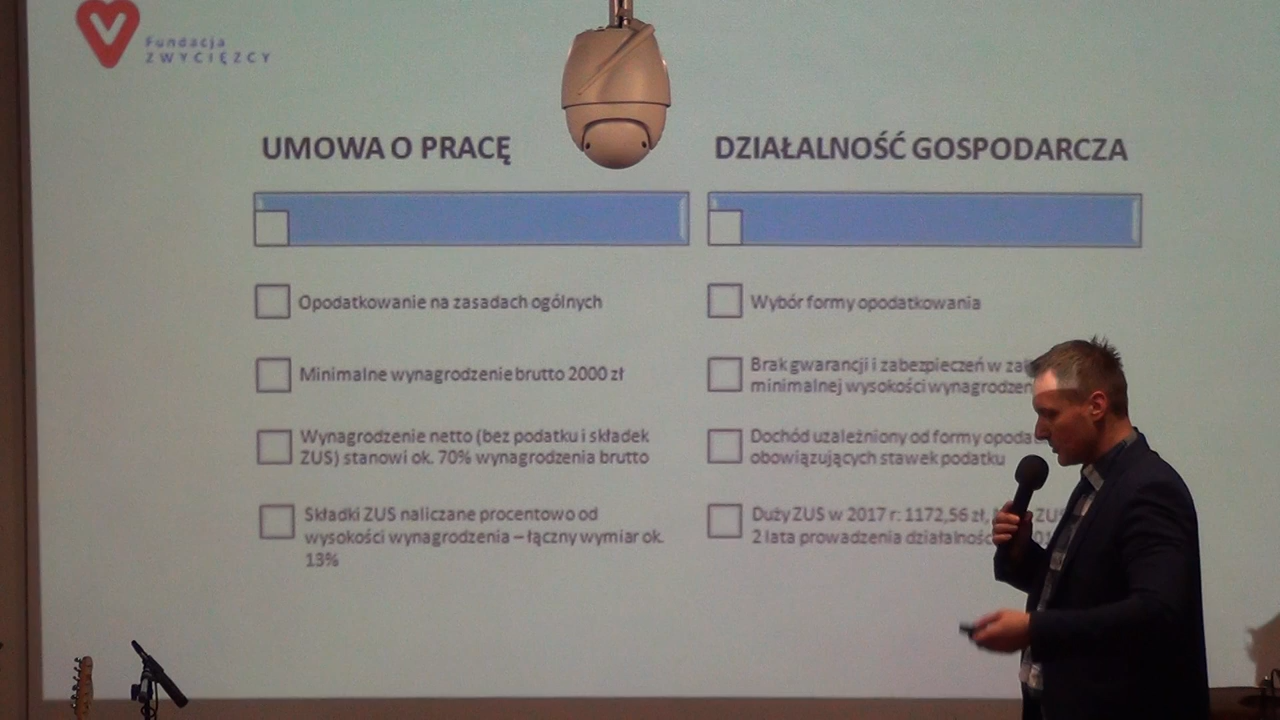 Fundacja
ZWYCIĘZCY
UMOWA O PRACĘ
Opodatkowanie na zasadach ogólnych
Minimalne wynagrodzenie brutto 2000 zł
Wynagrodzenie netto (bez podatku i składek
ZUS) stanowi ok. 70% wynagrodzenia brutto
Składki ZUS naliczane procentowo od
wysokości wynagrodzenia – łączny wymiar ok.
13%
DZIAŁALNOŚĆ GOSPODARCZA
Wybór formy opodatkowania
Brak gwarancji i zabezpieczeń w
minimalnej wysokości
Dochód uzależniony od formy
obowiązujących stawek podatku
Duży ZUS w 2017 r: 1172,56 zł, ZUS
2 lata prowadzenia